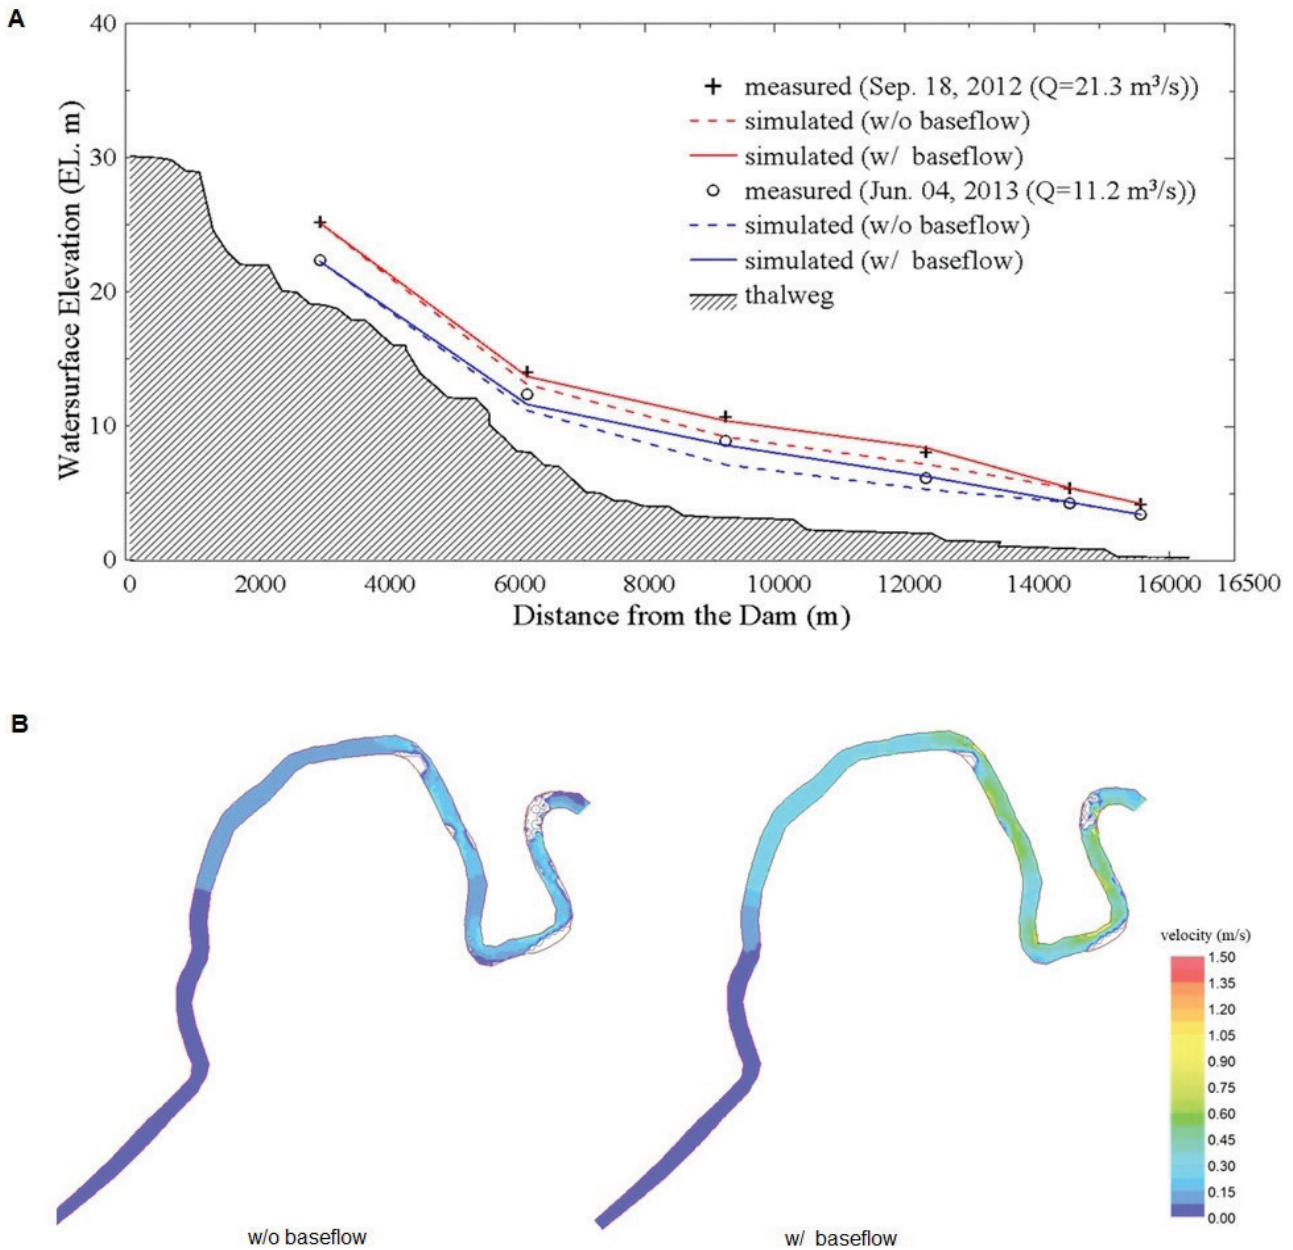 A
40
30
20
10
0
Watersurface Elevation (EL. m)
measured (Sep. 18, 2012 (Q=21.3 m³/s))
simulated (w/o baseflow)
simulated (w/ baseflow)
measured (Jun. 04, 2013 (Q=11.2 m³/s))
simulated (w/o baseflow)
simulated (w/ baseflow)
thalweg
0 2000 4000 6000 8000 10000 12000 14000 16000 16500
Distance from the Dam (m)
B
velocity (m/s)
1.50
1.35
1.20
1.05
0.90
0.75
0.60
0.45
0.30
0.15
0.00
w/o baseflow
w/ baseflow